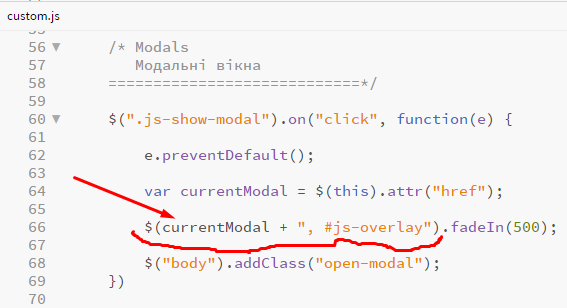 custom.js
55
56 ▼ /* Modals
57 Модальні вікна
58 ============================*/
59
60 ▼ $(".js-show-modal").on("click", function(e) {
61
62 e.preventDefault();
63
64 var currentModal = $(this).attr("href");
65
66 $(currentModal + ", #js-overlay").fadeIn(500);
67
68 $("body").addClass("open-modal");
69 })
70